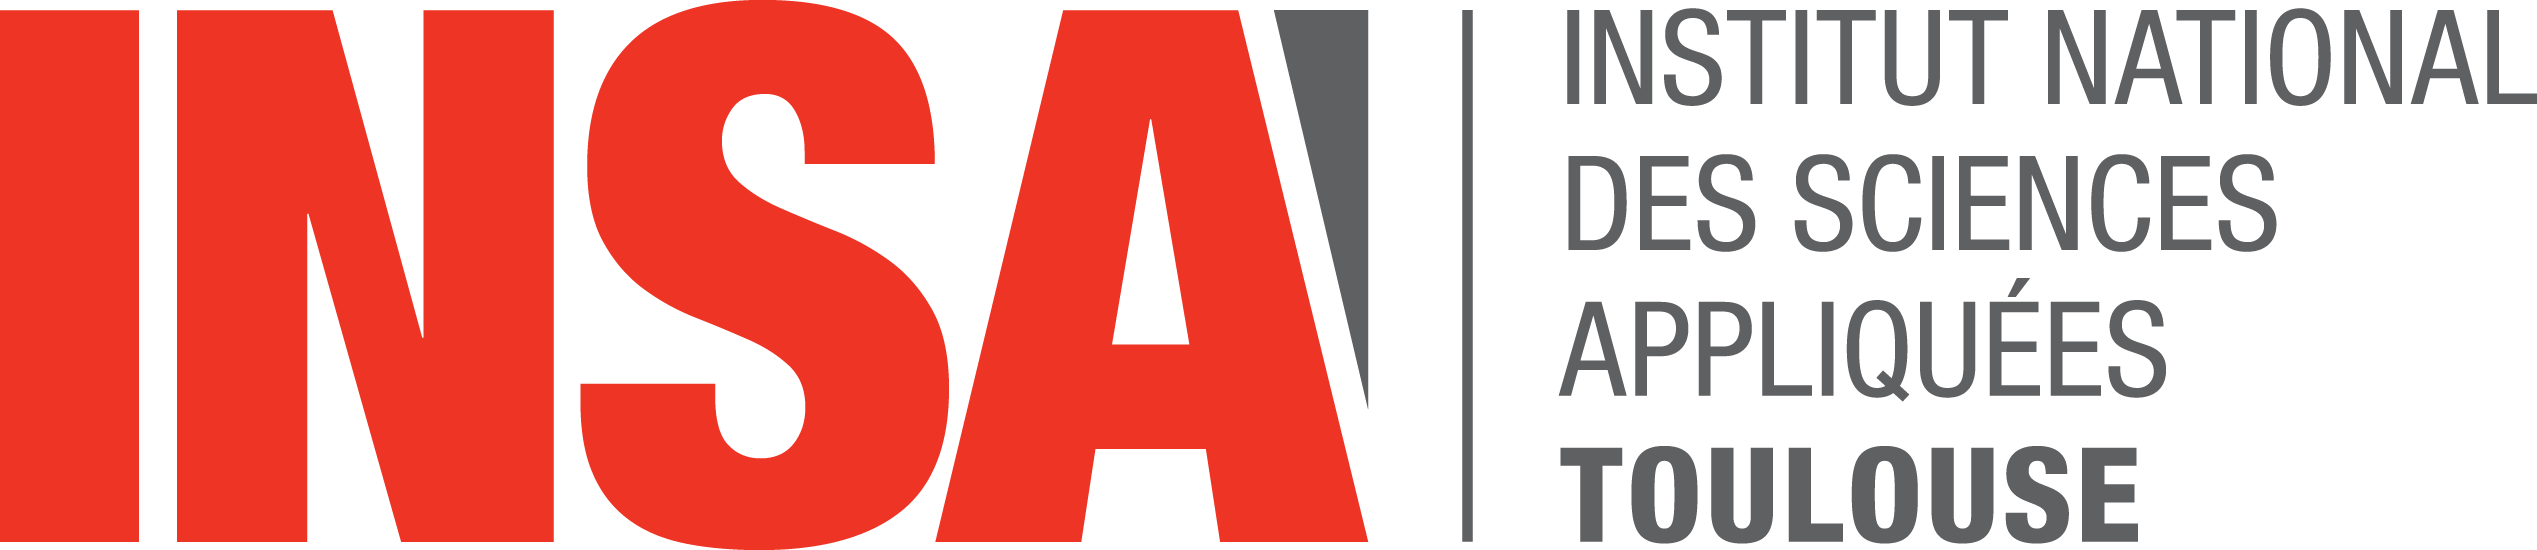 INSA
INSTITUT NATIONAL
DES SCIENCES
APPLIQUÉES
TOULOUSE